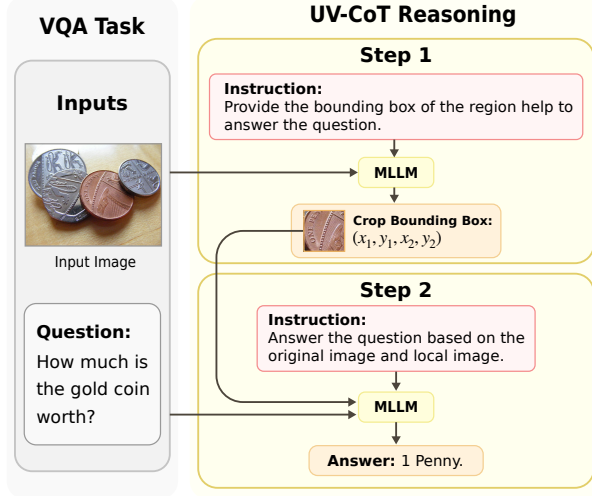 VQA Task
Inputs
Input Image
Question:
How much is
the gold coin
worth?
UV-CoT Reasoning
Step 1
Instruction:
Provide the bounding box of the region help to
answer the question.
MLLM
Crop Bounding Box:
(x₁, y₁, x₂, y₂)
Step 2
Instruction:
Answer the question based on the
original image and local image.
MLLM
Answer: 1 Penny.